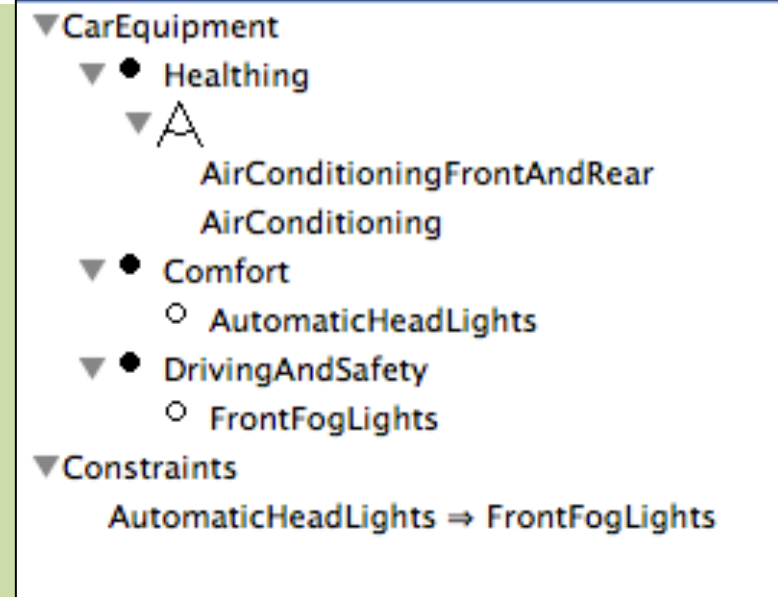 CarEquipment
Healthing
AirConditioningFrontAndRear
AirConditioning
Comfort
AutomaticHeadLights
DrivingAndSafety
FrontFogLights
Constraints
AutomaticHeadLights ⇒ FrontFogLights